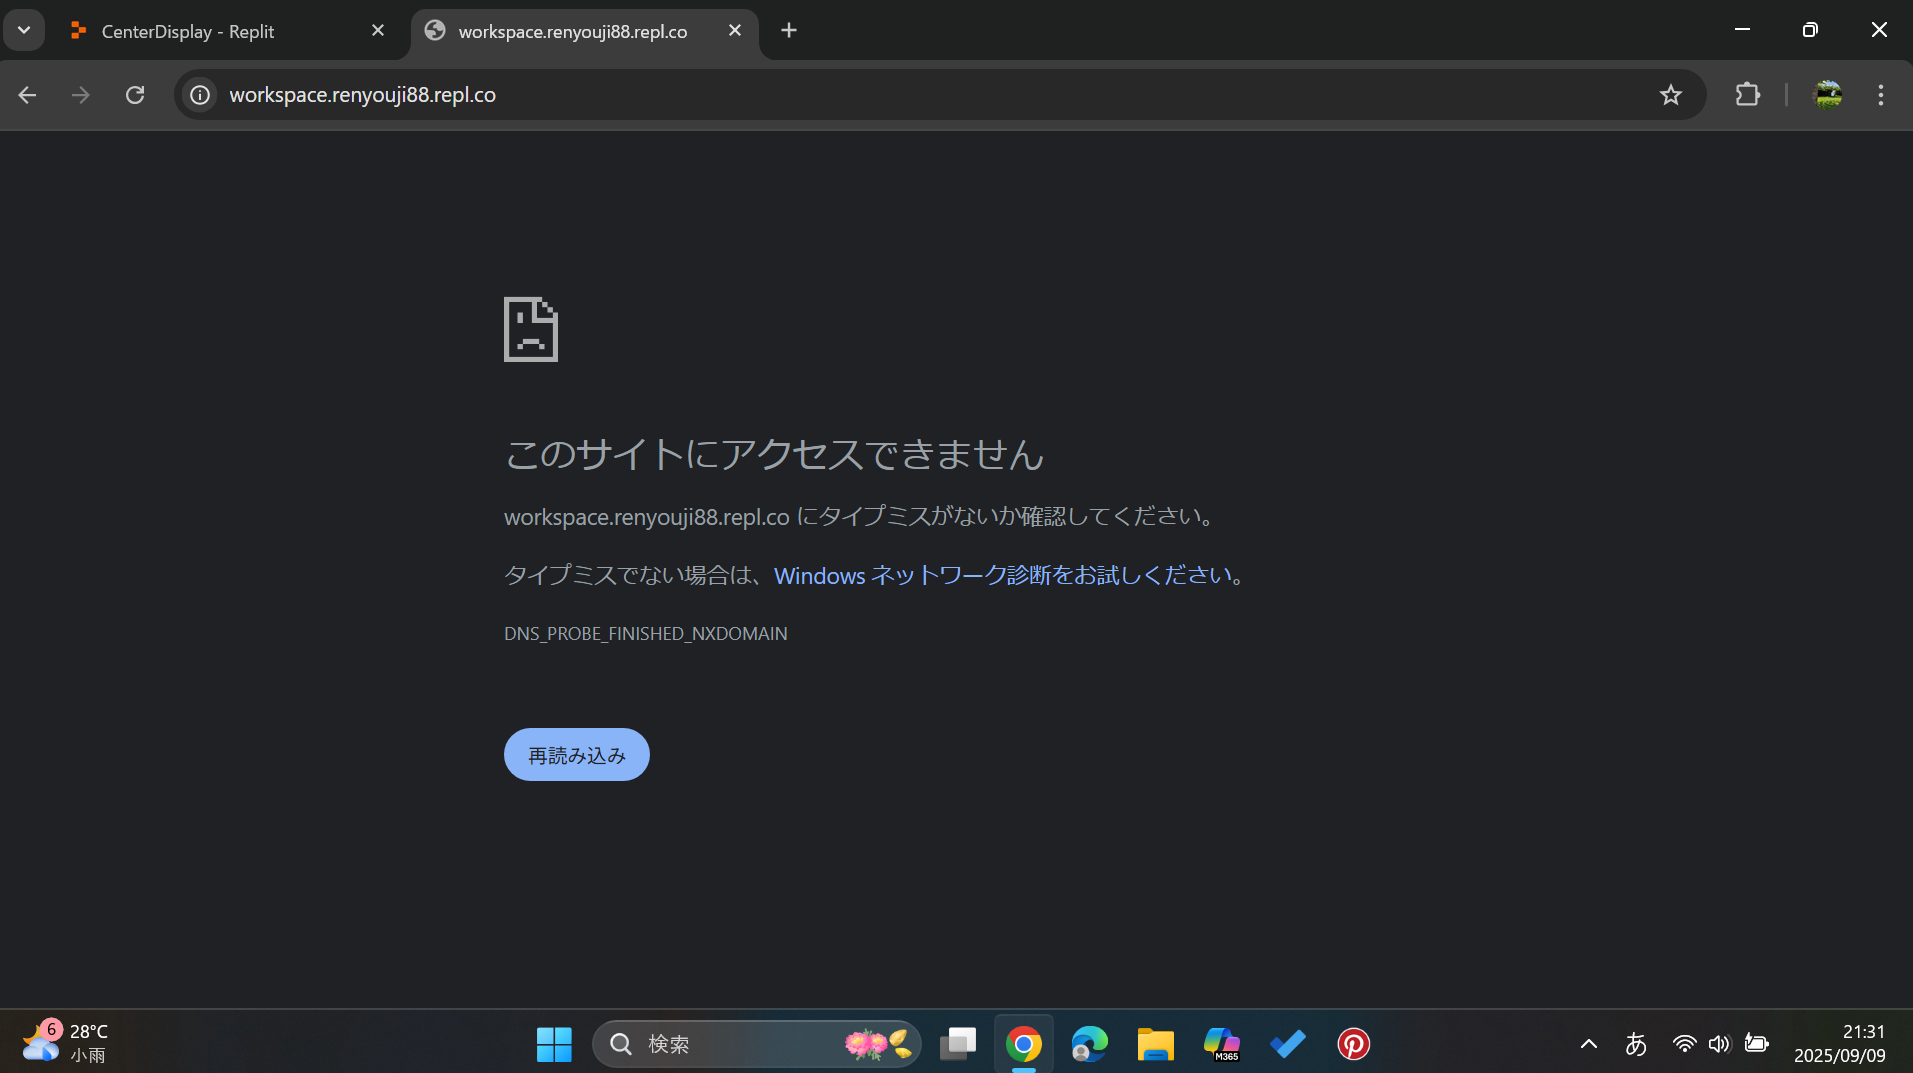 CenterDisplay - Replit
workspace.renyouji88.repl.co
workspace.renyouji88.repl.co
このサイトにアクセスできません
workspace.renyouji88.repl.co にタイプミスがないか確認してください。
タイプミスでない場合は、Windows ネットワーク診断をお試しください。
DNS_PROBE_FINISHED_NXDOMAIN
再読み込み
6
28°C
小雨
検索
M365
あ
21:31
2025/09/09